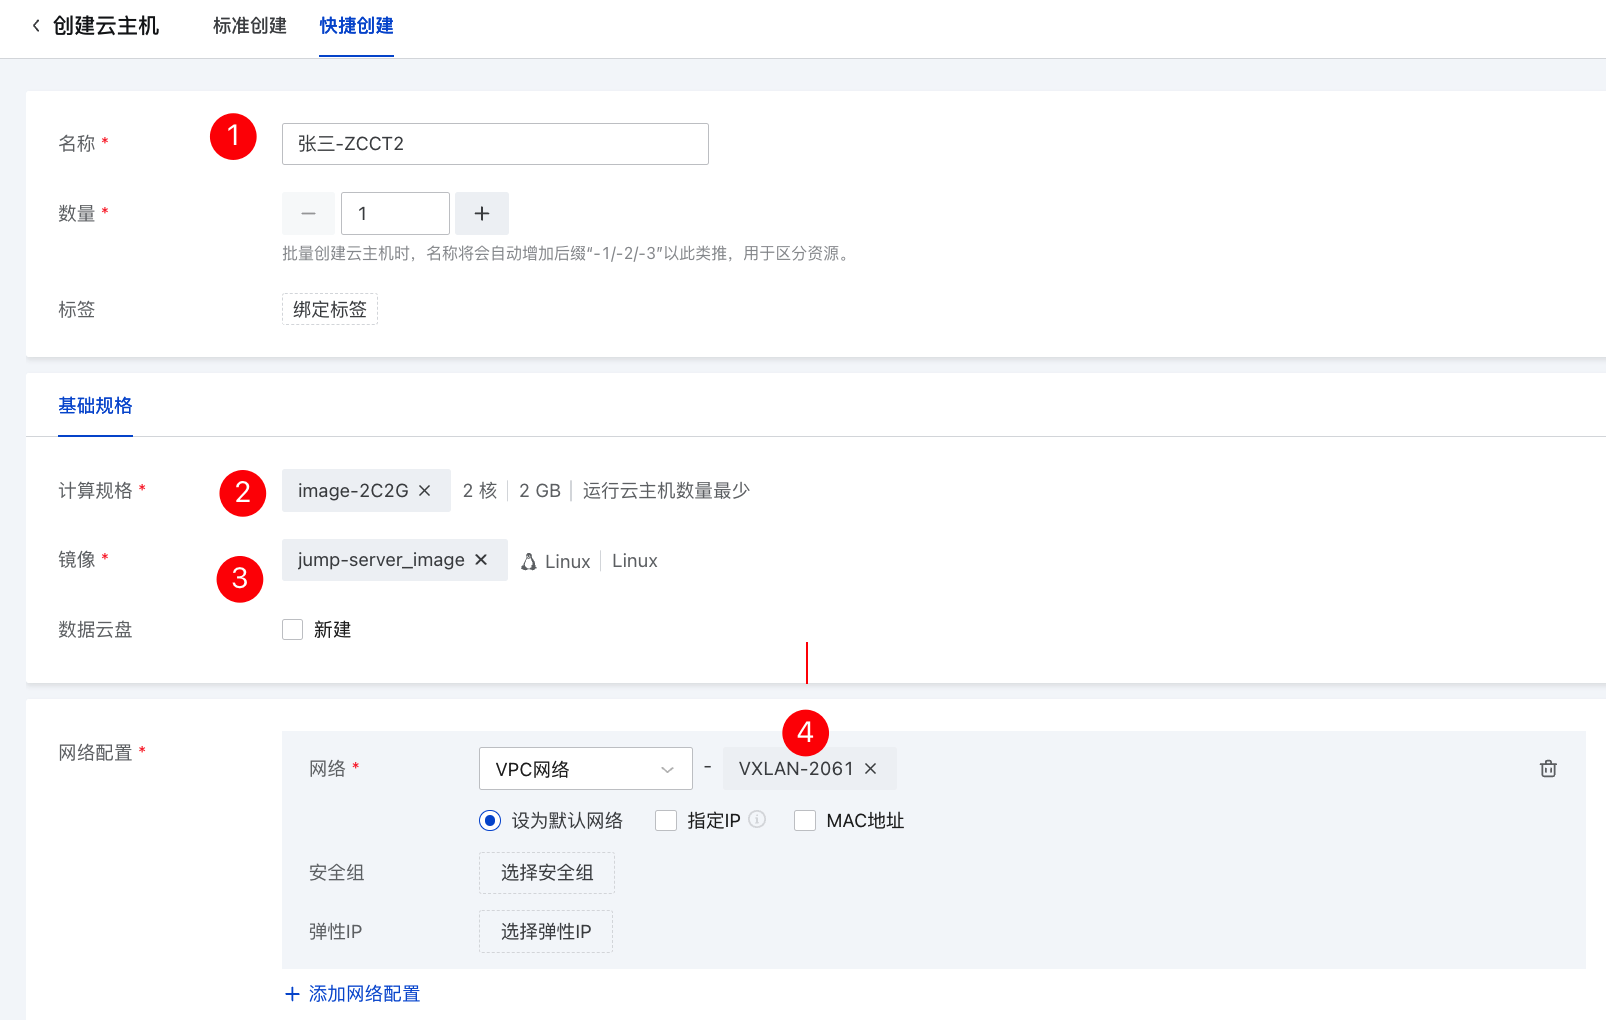 创建云主机 标准创建 快捷创建
名称 * 1 张三-ZCCT2
数量 * 1
批量创建云主机时，名称将会自动增加后缀“-1/-2/-3”以此类推，用于区分资源。
标签 绑定标签
基础规格
计算规格 * 2 image-2C2G × 2 核 | 2 GB | 运行云主机数量最少
镜像 * 3 jump-server_image × Linux | Linux
数据云盘 新建
4
网络配置 * 网络 * VPC网络 - VXLAN-2061 ×
设为默认网络 指定IP MAC地址
安全组 选择安全组
弹性IP 选择弹性IP
+ 添加网络配置